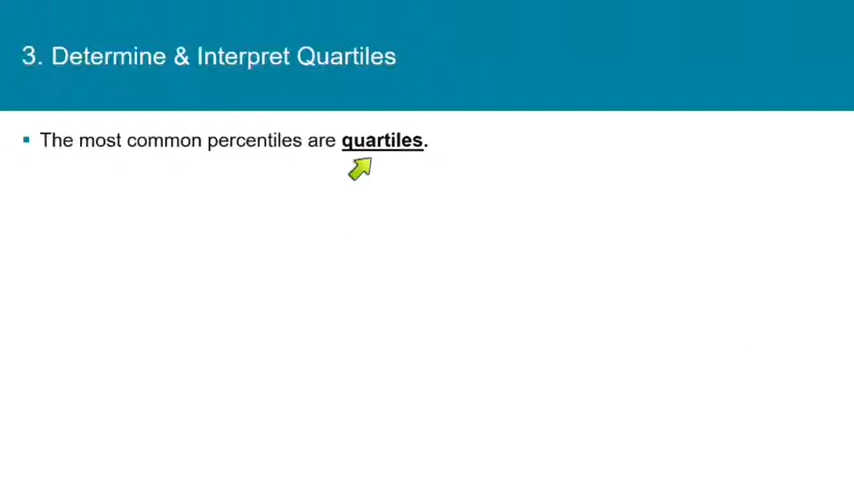 3. Determine & Interpret Quartiles
▪ The most common percentiles are quartiles.